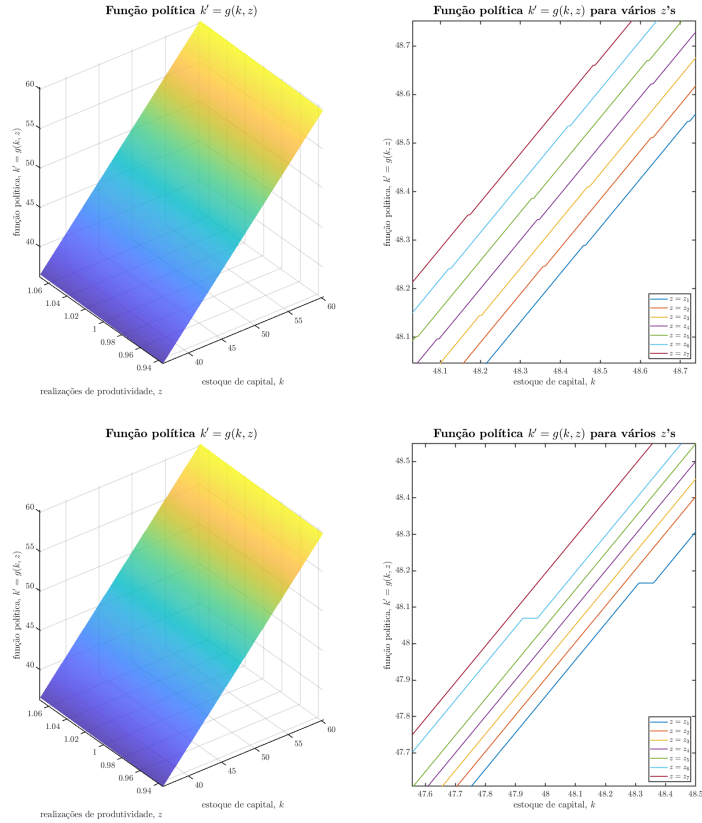 Função política k′ = g(k, z)
60
55
50
45
40
função política, k′ = g(k, z)
1.06
1.04
1.02
1
0.98
0.96
0.94
realizações de produtividade, z
40
45
50
55
60
estoque de capital, k
Função política k′ = g(k, z) para vários z's
48.7
48.6
48.5
48.4
48.3
48.2
48.1
função política, k′ = g(k, z)
48.1 48.2 48.3 48.4 48.5 48.6 48.7
estoque de capital, k
z = z₁
z = z₂
z = z₃
z = z₄
z = z₅
z = z₆
z = z₇
Função política k′ = g(k, z)
60
55
50
45
40
função política, k′ = g(k, z)
1.06
1.04
1.02
1
0.98
0.96
0.94
realizações de produtividade, z
40
45
50
55
60
estoque de capital, k
Função política k′ = g(k, z) para vários z's
48.5
48.4
48.3
48.2
48.1
48
47.9
47.8
47.7
função política, k′ = g(k, z)
47.6 47.7 47.8 47.9 48 48.1 48.2 48.3 48.4 48.5
estoque de capital, k
z = z₁
z = z₂
z = z₃
z = z₄
z = z₅
z = z₆
z = z₇